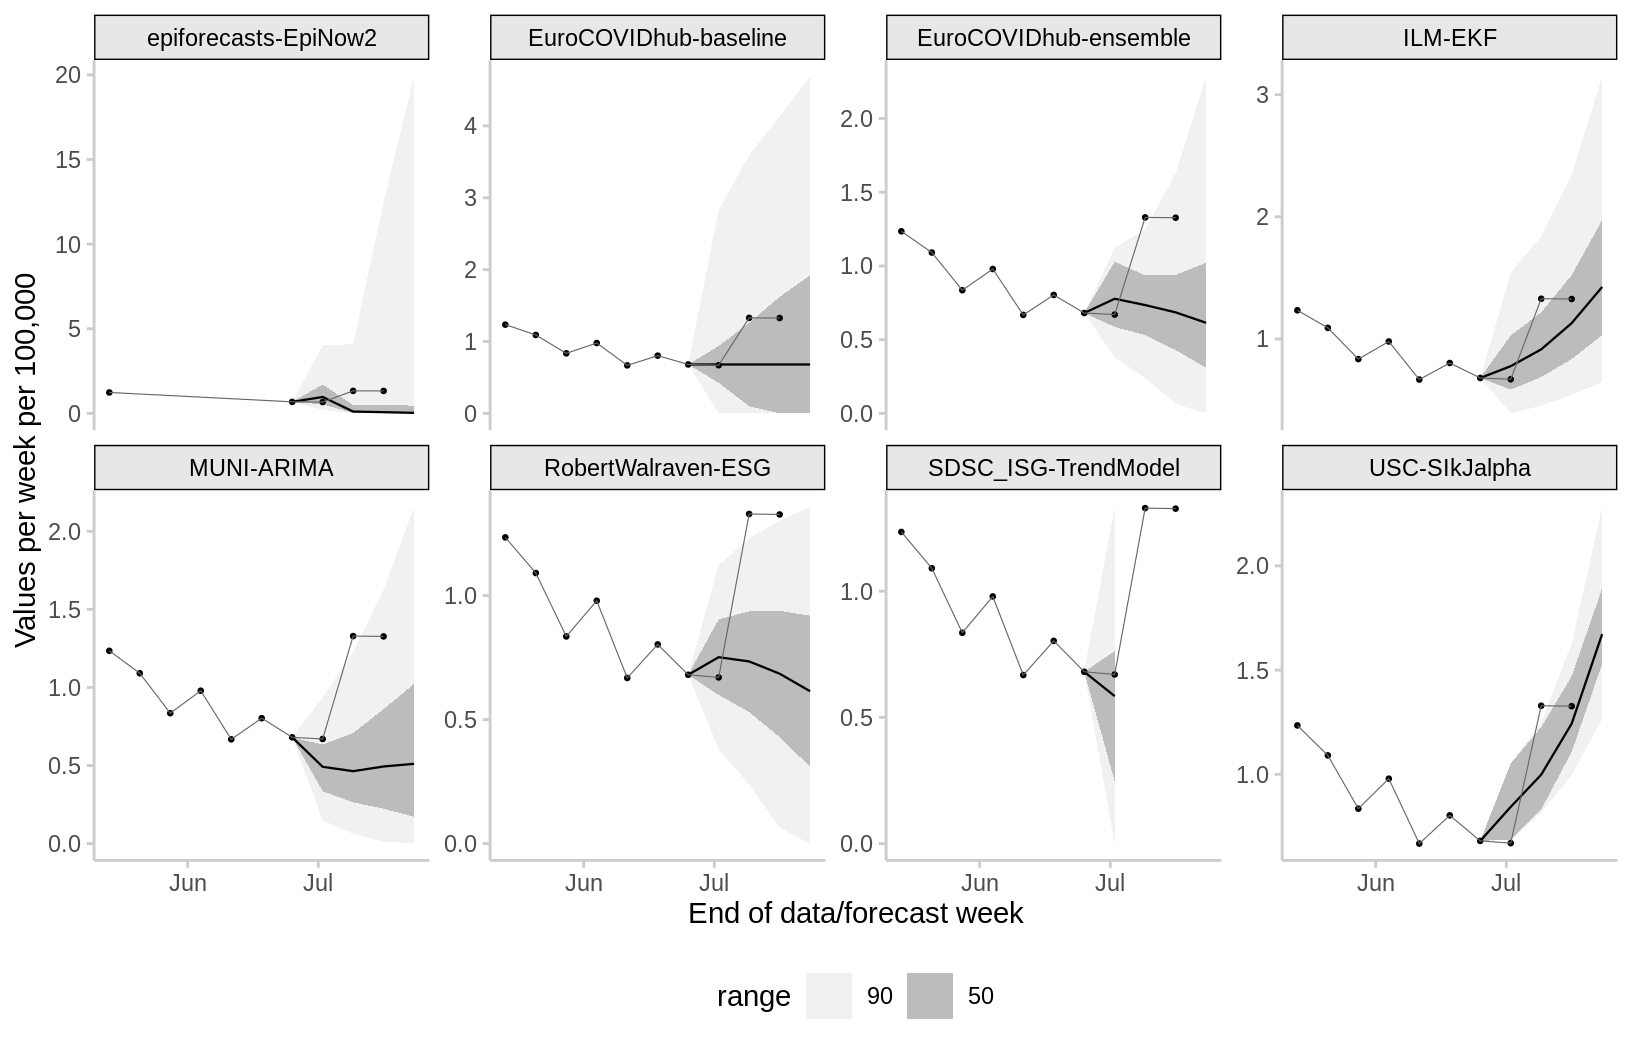 epiforecasts-EpiNow2
EuroCOVIDhub-baseline
EuroCOVIDhub-ensemble
ILM-EKF
20
15
10
5
0
4
3
2
1
0
2.0
1.5
1.0
0.5
0.0
3
2
1
Values per week per 100,000
MUNI-ARIMA
RobertWalraven-ESG
SDSC_ISG-TrendModel
USC-SIkJalpha
2.0
1.5
1.0
0.5
0.0
1.0
0.5
0.0
1.0
0.5
0.0
2.0
1.5
1.0
Jun Jul
Jun Jul
Jun Jul
Jun Jul
End of data/forecast week
range 90 50